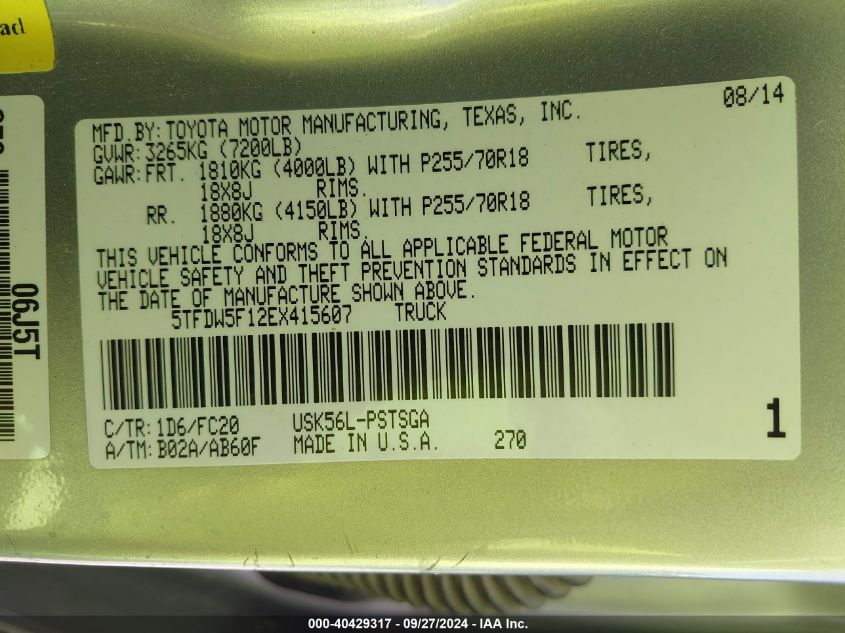 ad
08/14
MFD.BY:TOYOTA MOTOR MANUFACTURING, TEXAS, INC.
GVWR:3265KG (7200LB)
GAWR:FRT. 1810KG (4000LB) WITH P255/70R18 TIRES,
18X8J RIMS.
RR. 1880KG (4150LB) WITH P255/70R18 TIRES,
18X8J RIMS.
THIS VEHICLE CONFORMS TO ALL APPLICABLE FEDERAL MOTOR
VEHICLE SAFETY AND THEFT PREVENTION STANDARDS IN EFFECT ON
THE DATE OF MANUFACTURE SHOWN ABOVE.
5TFDW5F12EX415607 TRUCK
C/TR:1D6/FC20 USK56L-PSTSGA
A/TM:B02A/AB60F MADE IN U.S.A. 270
1
06J5T
000-40429317 - 09/27/2024 - IAA Inc.